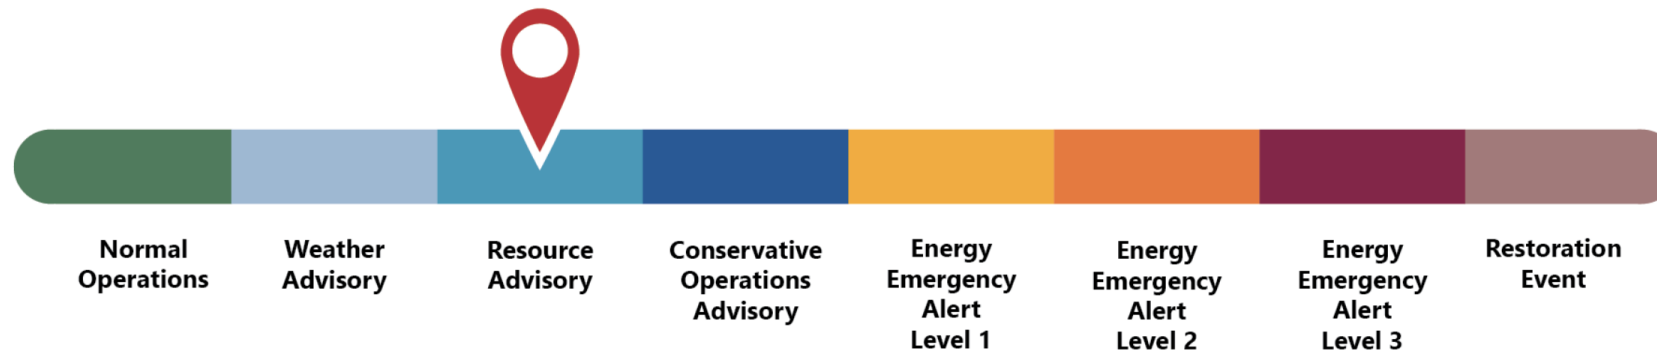 Normal
Operations
Weather
Advisory
Resource
Advisory
Conservative
Operations
Advisory
Energy
Emergency
Alert
Level 1
Energy
Emergency
Alert
Level 2
Energy
Emergency
Alert
Level 3
Restoration
Event